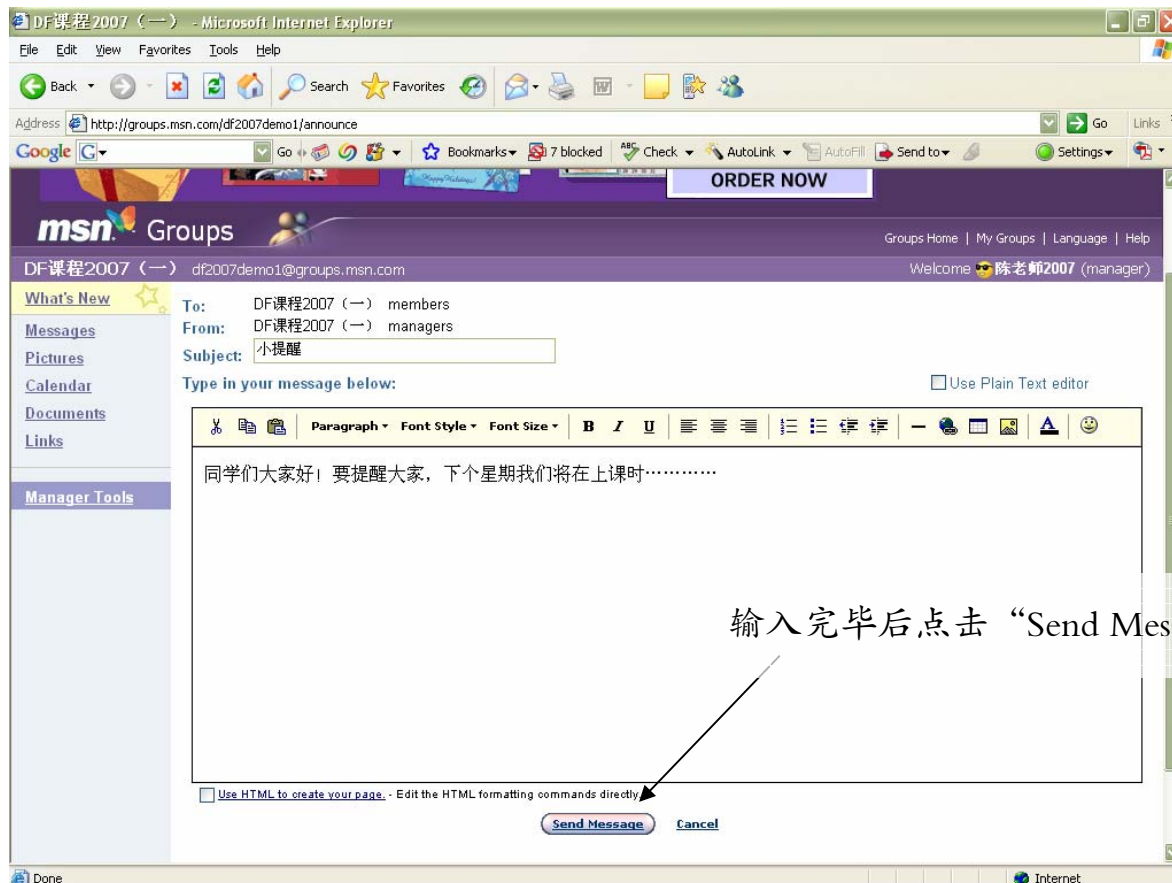 DF课程2007（一） - Microsoft Internet Explorer
File Edit View Favorites Tools Help
Back Search Favorites
Address http://groups.msn.com/df2007demo1/announce Go Links
Google G Go Bookmarks 7 blocked ABC Check AutoLink AutoFill Send to Settings
Happy Holidays! ORDER NOW
msn Groups
Groups Home | My Groups | Language | Help
DF课程2007（一） df2007demo1@groups.msn.com Welcome 陈老师2007 (manager)
What's New
Messages
Pictures
Calendar
Documents
Links
Manager Tools
To: DF课程2007（一） members
From: DF课程2007（一） managers
Subject: 小提醒
Type in your message below: Use Plain Text editor
Paragraph Font Style Font Size B I U A
同学们大家好！要提醒大家，下个星期我们将在上课时…………
输入完毕后点击“Send Mes
Use HTML to create your page. - Edit the HTML formatting commands directly.
Send Message Cancel
Done Internet